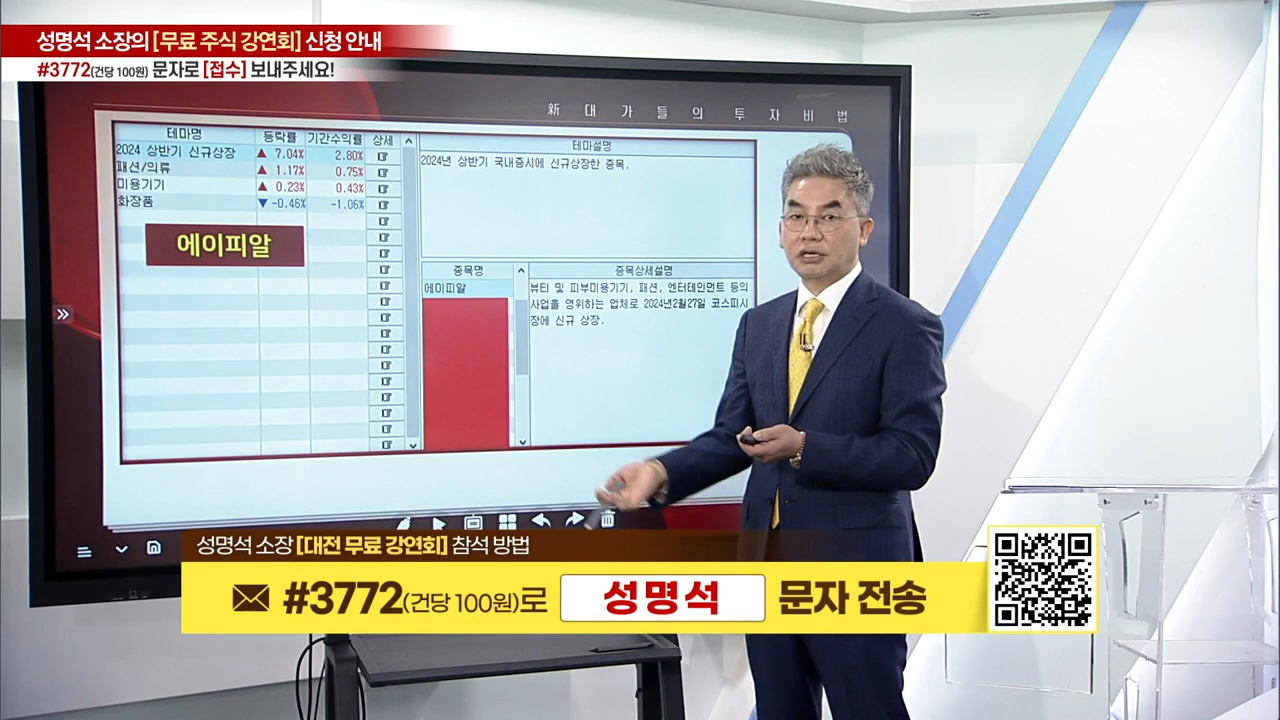 성명석 소장의 [무료 주식 강연회] 신청 안내
#3772(건당 100원) 문자로 [접수] 보내주세요!
新 대가들의 투자비법
테마명 등락률 기간수익률 상세
2024 상반기 신규상장 ▲ 7.04% 2.80%
패션/의류 ▲ 1.17% 0.75%
미용기기 ▲ 0.23% 0.43%
화장품 ▼ -0.46% -1.06%
에이피알
테마설명
2024년 상반기 국내증시에 신규상장한 종목.
종목명
에이피알
종목상세설명
뷰티 및 피부미용기기, 패션, 엔터테인먼트 등의
사업을 영위하는 업체로 2024년2월27일 코스피시
장에 신규 상장.
성명석 소장 [대전 무료 강연회] 참석 방법
#3772(건당 100원)로 성명석 문자 전송